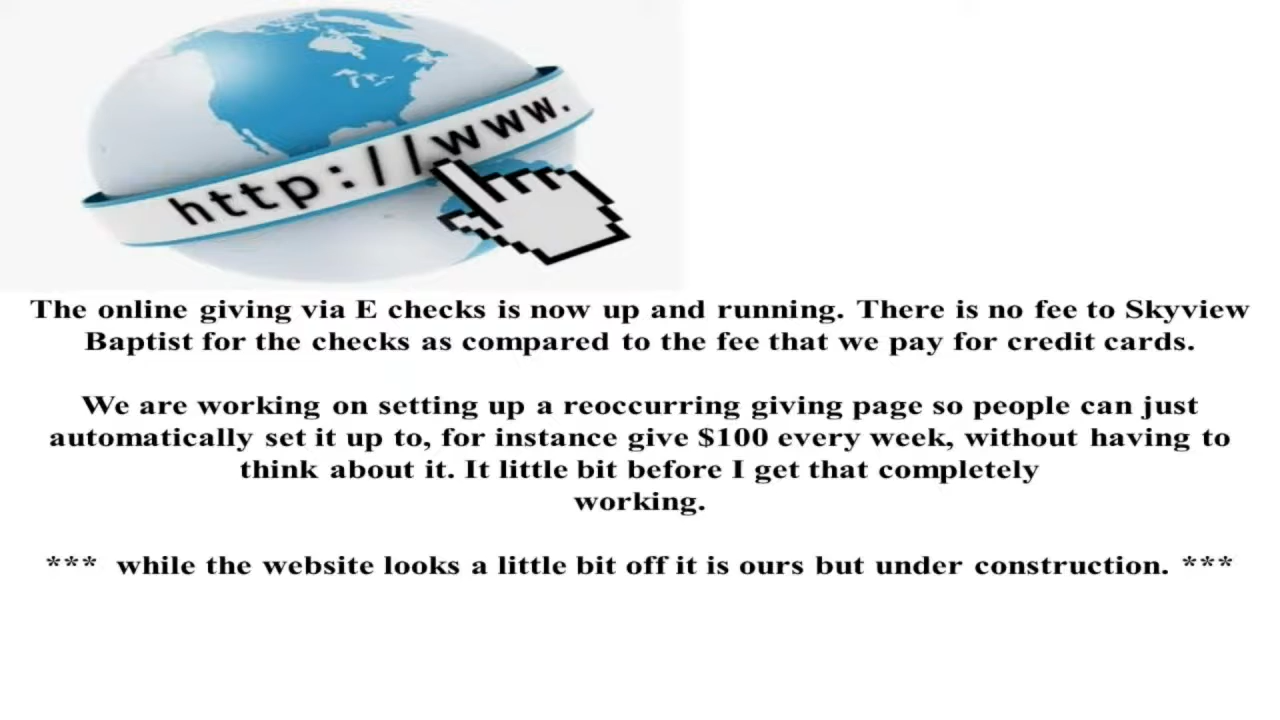 http://www.
The online giving via E checks is now up and running. There is no fee to Skyview
Baptist for the checks as compared to the fee that we pay for credit cards.
We are working on setting up a reoccurring giving page so people can just
automatically set it up to, for instance give $100 every week, without having to
think about it. It little bit before I get that completely
working.
*** while the website looks a little bit off it is ours but under construction. ***